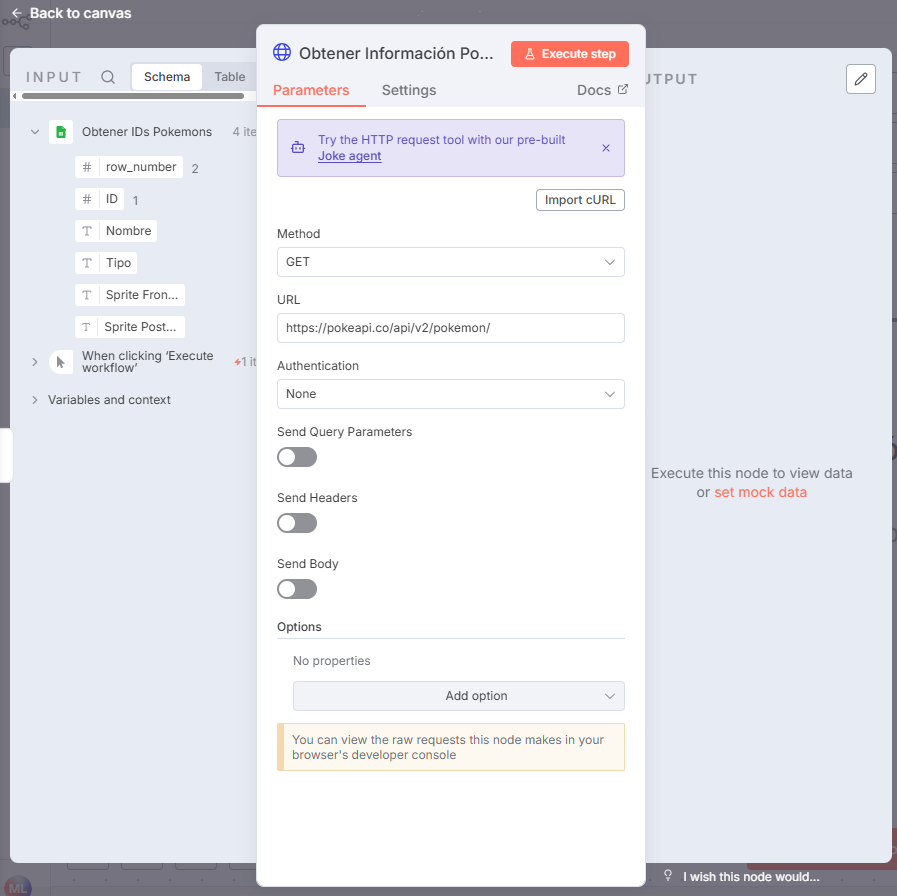 ← Back to canvas
INPUT
Schema
Table
Obtener IDs Pokemons
4 ite
# row_number 2
# ID 1
T Nombre
T Tipo
T Sprite Fron...
T Sprite Post...
When clicking ‘Execute
workflow’
1 it
Variables and context
Obtener Información Po...
Execute step
Parameters
Settings
Docs
Try the HTTP request tool with our pre-built
Joke agent
Import cURL
Method
GET
URL
https://pokeapi.co/api/v2/pokemon/
Authentication
None
Send Query Parameters
Send Headers
Send Body
Options
No properties
Add option
You can view the raw requests this node makes in your
browser's developer console
UTPUT
Execute this node to view data
or set mock data
I wish this node would...
ML